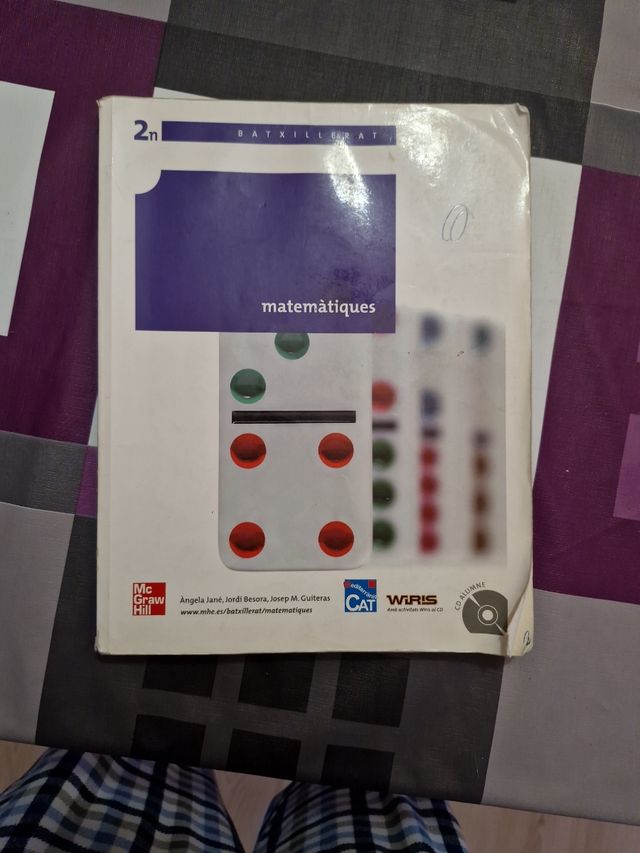 2n
BATXILLERAT
matemàtiques
Mc
Graw
Hill
Àngela Jané, Jordi Besora, Josep M. Guiteras
www.mhe.es/batxillerat/matematiques
editerrània
CAT
WIRIS
Amb activitats Wiris al CD
CD ALUMNE